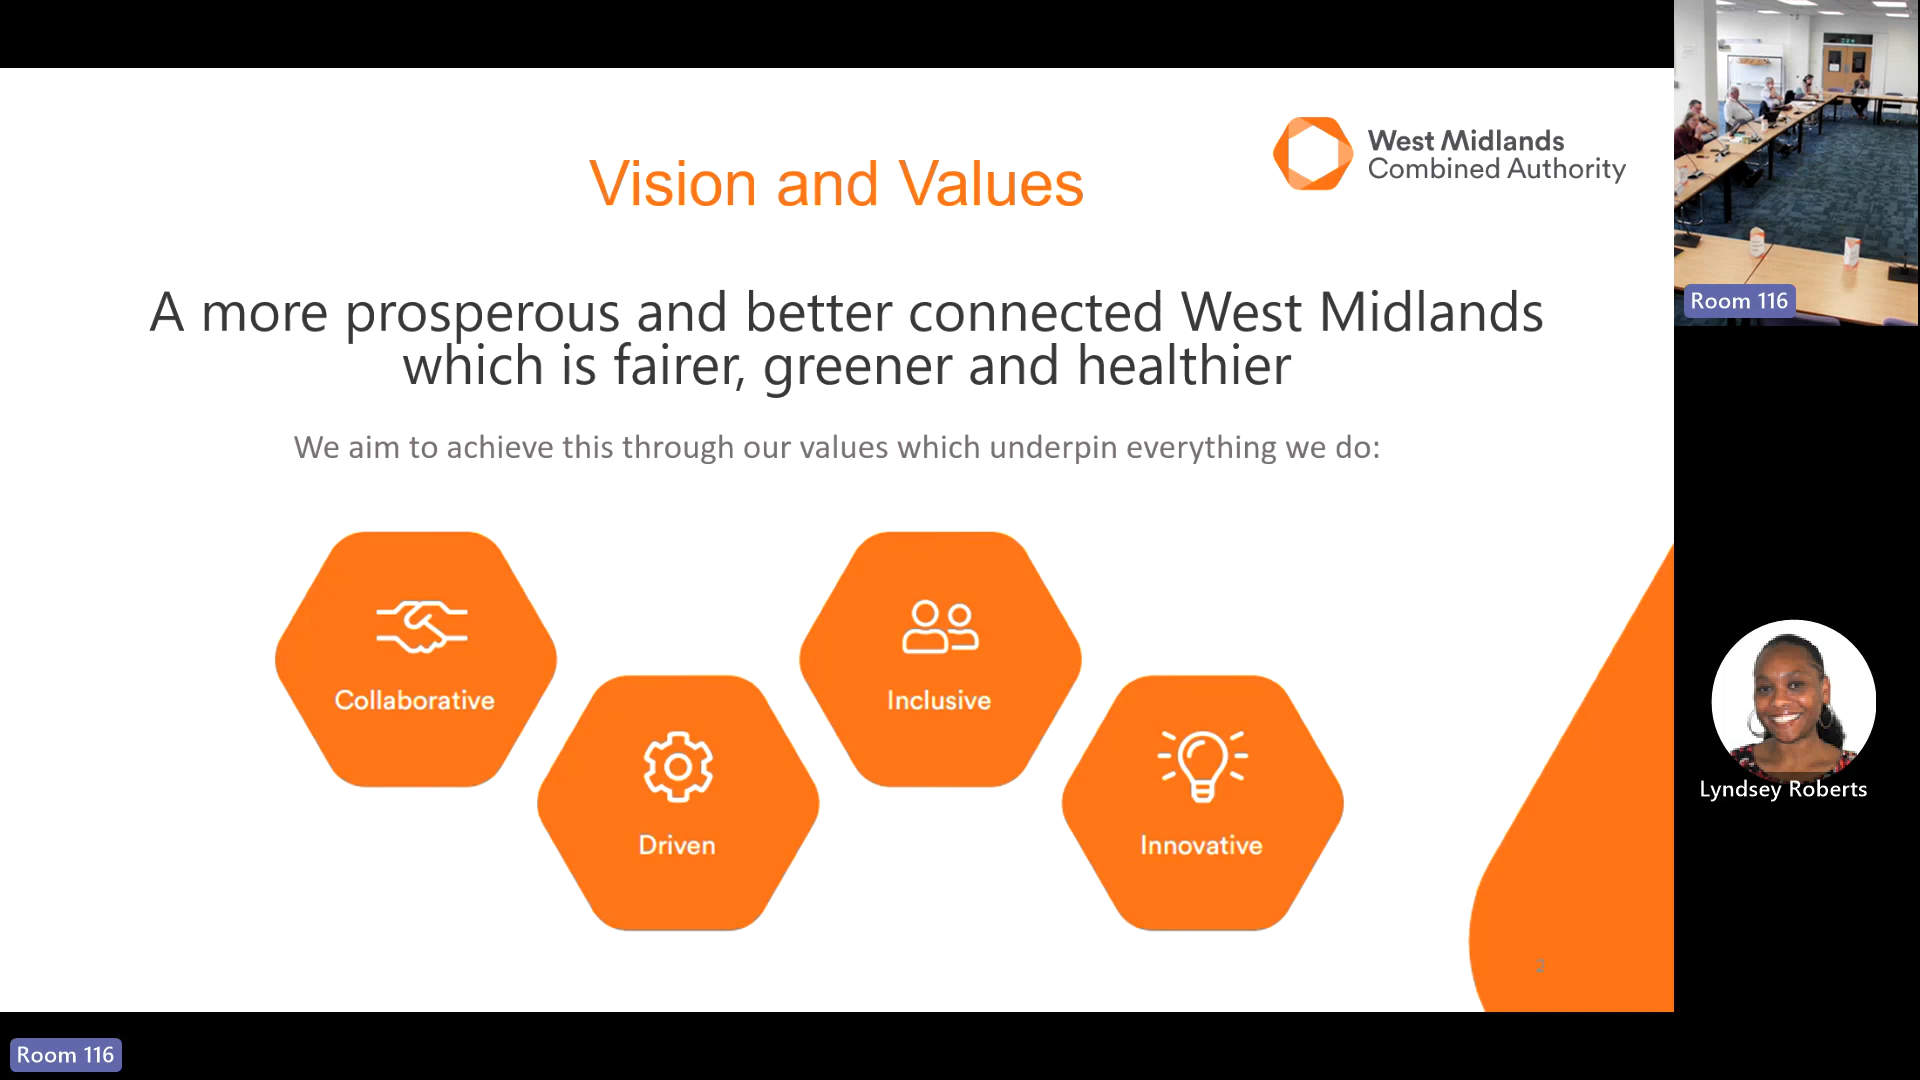 Vision and Values
West Midlands
Combined Authority
A more prosperous and better connected West Midlands
which is fairer, greener and healthier
We aim to achieve this through our values which underpin everything we do:
Collaborative
Driven
Inclusive
Innovative
2
Room 116
Lyndsey Roberts
Room 116